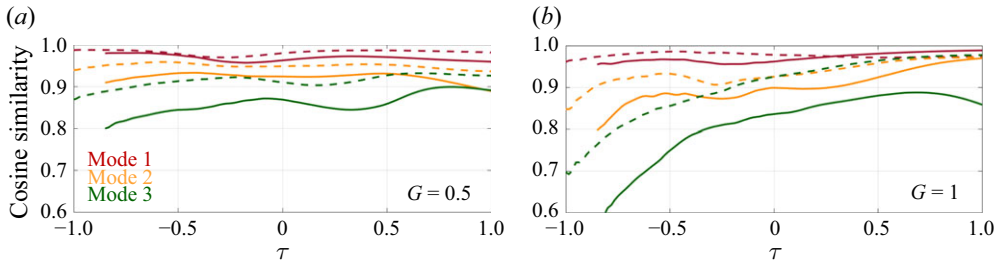 (a)
Cosine similarity
1.0
0.9
0.8
0.7
0.6
Mode 1
Mode 2
Mode 3
G = 0.5
−1.0 −0.5 0 0.5 1.0
τ
(b)
1.0
0.9
0.8
0.7
0.6
G = 1
−1.0 −0.5 0 0.5 1.0
τ